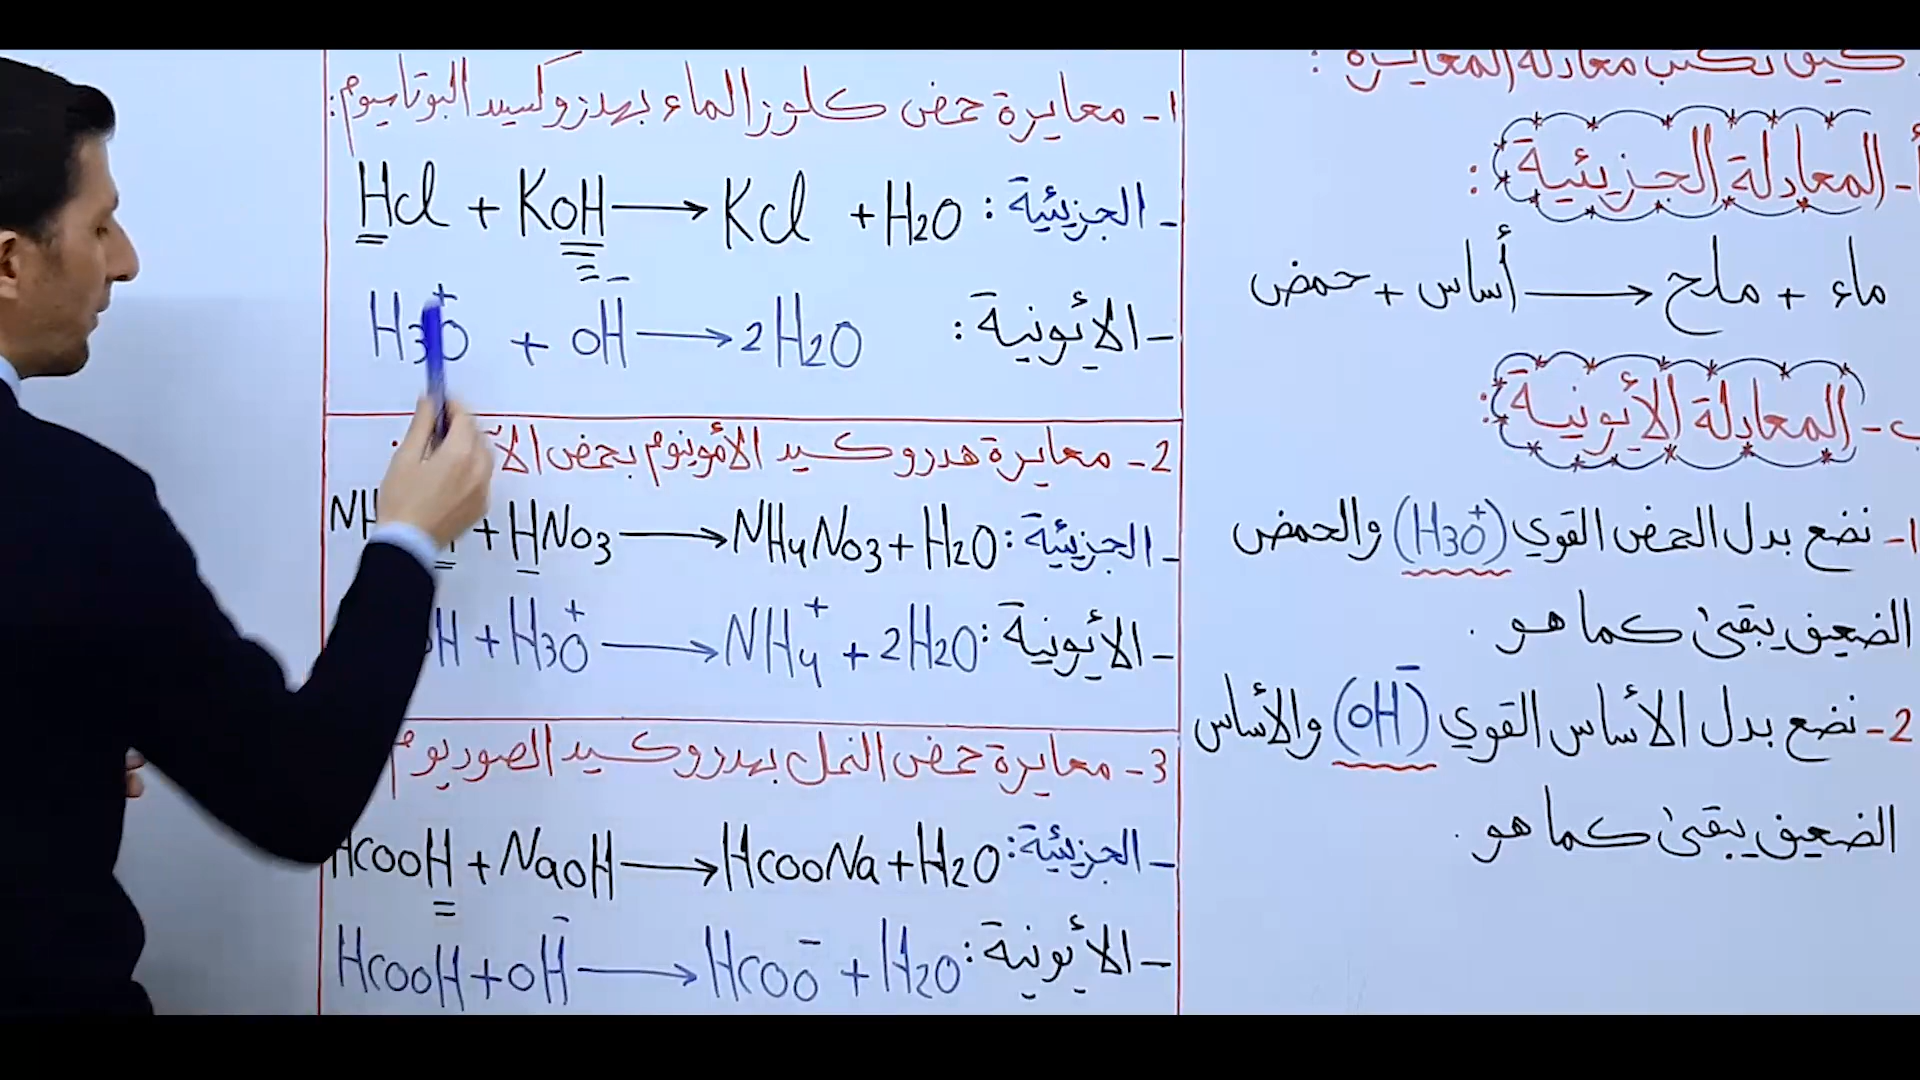 كيف نكتب معادلة المعايرة :
أ- المعادلة الجزيئية :
حمض + أساس ⟶ ملح + ماء
ب- المعادلة الأيونية :
1- نضع بدل الحمض القوي (H3O⁺) والحمض
الضعيف يبقى كما هو .
2- نضع بدل الأساس القوي (OH⁻) والأساس
الضعيف يبقى كما هو .
1- معايرة حمض كلور الماء بهدروكسيد البوتاسيوم:
- الجزيئية : HCl + KOH ⟶ KCl + H2O
- الأيونية : H3O⁺ + OH⁻ ⟶ 2H2O
2- معايرة هدروكسيد الأمونيوم بحمض
- الجزيئية : + HNO3 ⟶ NH4NO3 + H2O
- الأيونية : + H3O⁺ ⟶ NH4⁺ + 2H2O
3- معايرة حمض النمل بهدروكسيد الصوديوم
- الجزيئية : HCOOH + NaOH ⟶ HCOONa + H2O
- الأيونية : HCOOH + OH⁻ ⟶ HCOO⁻ + H2O